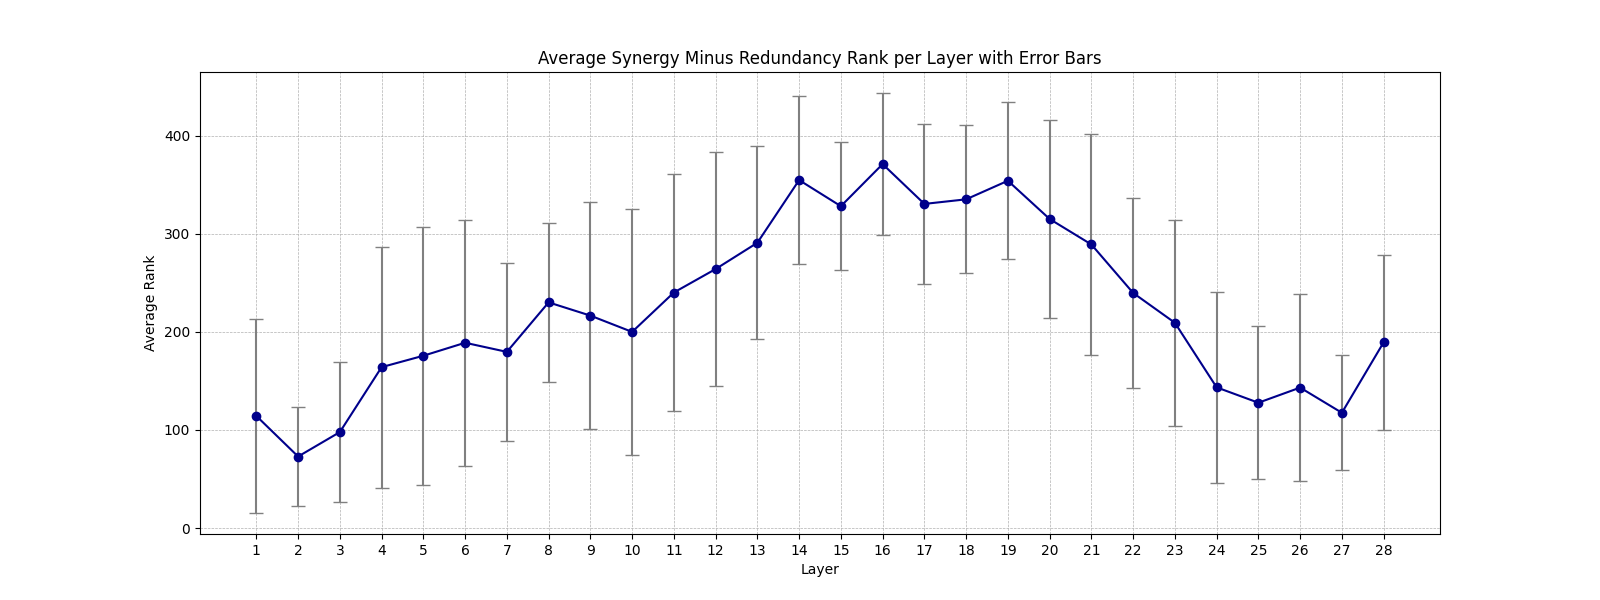 Average Synergy Minus Redundancy Rank per Layer with Error Bars
400
300
200
100
0
Average Rank
1 2 3 4 5 6 7 8 9 10 11 12 13 14 15 16 17 18 19 20 21 22 23 24 25 26 27 28
Layer